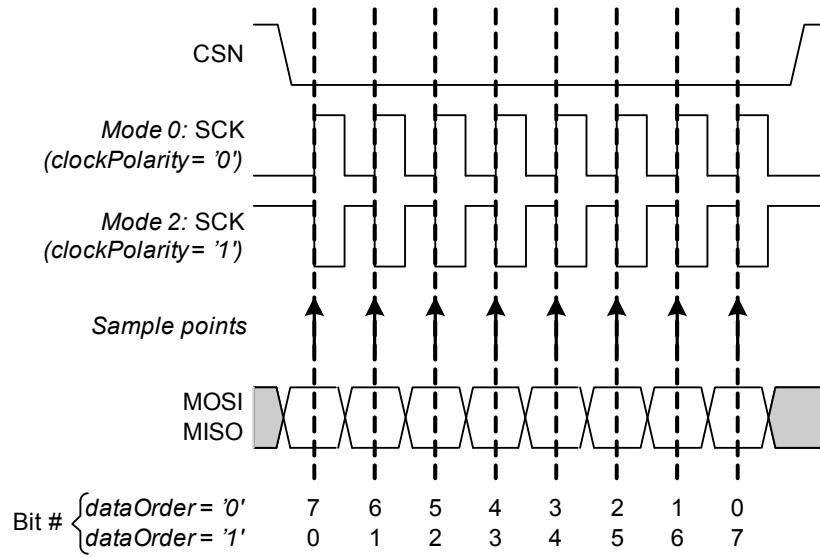 CSN
Mode 0: SCK
(clockPolarity= '0')
Mode 2: SCK
(clockPolarity= '1')
Sample points
MOSI
MISO
Bit # { dataOrder = '0' 7 6 5 4 3 2 1 0
dataOrder = '1' 0 1 2 3 4 5 6 7